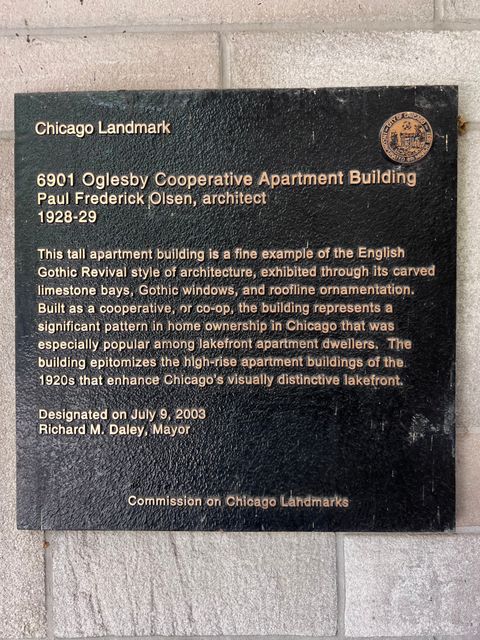 Chicago Landmark
6901 Oglesby Cooperative Apartment Building
Paul Frederick Olsen, architect
1928-29
This tall apartment building is a fine example of the English
Gothic Revival style of architecture, exhibited through its carved
limestone bays, Gothic windows, and roofline ornamentation.
Built as a cooperative, or co-op, the building represents a
significant pattern in home ownership in Chicago that was
especially popular among lakefront apartment dwellers. The
building epitomizes the high-rise apartment buildings of the
1920s that enhance Chicago's visually distinctive lakefront.
Designated on July 9, 2003
Richard M. Daley, Mayor
Commission on Chicago Landmarks